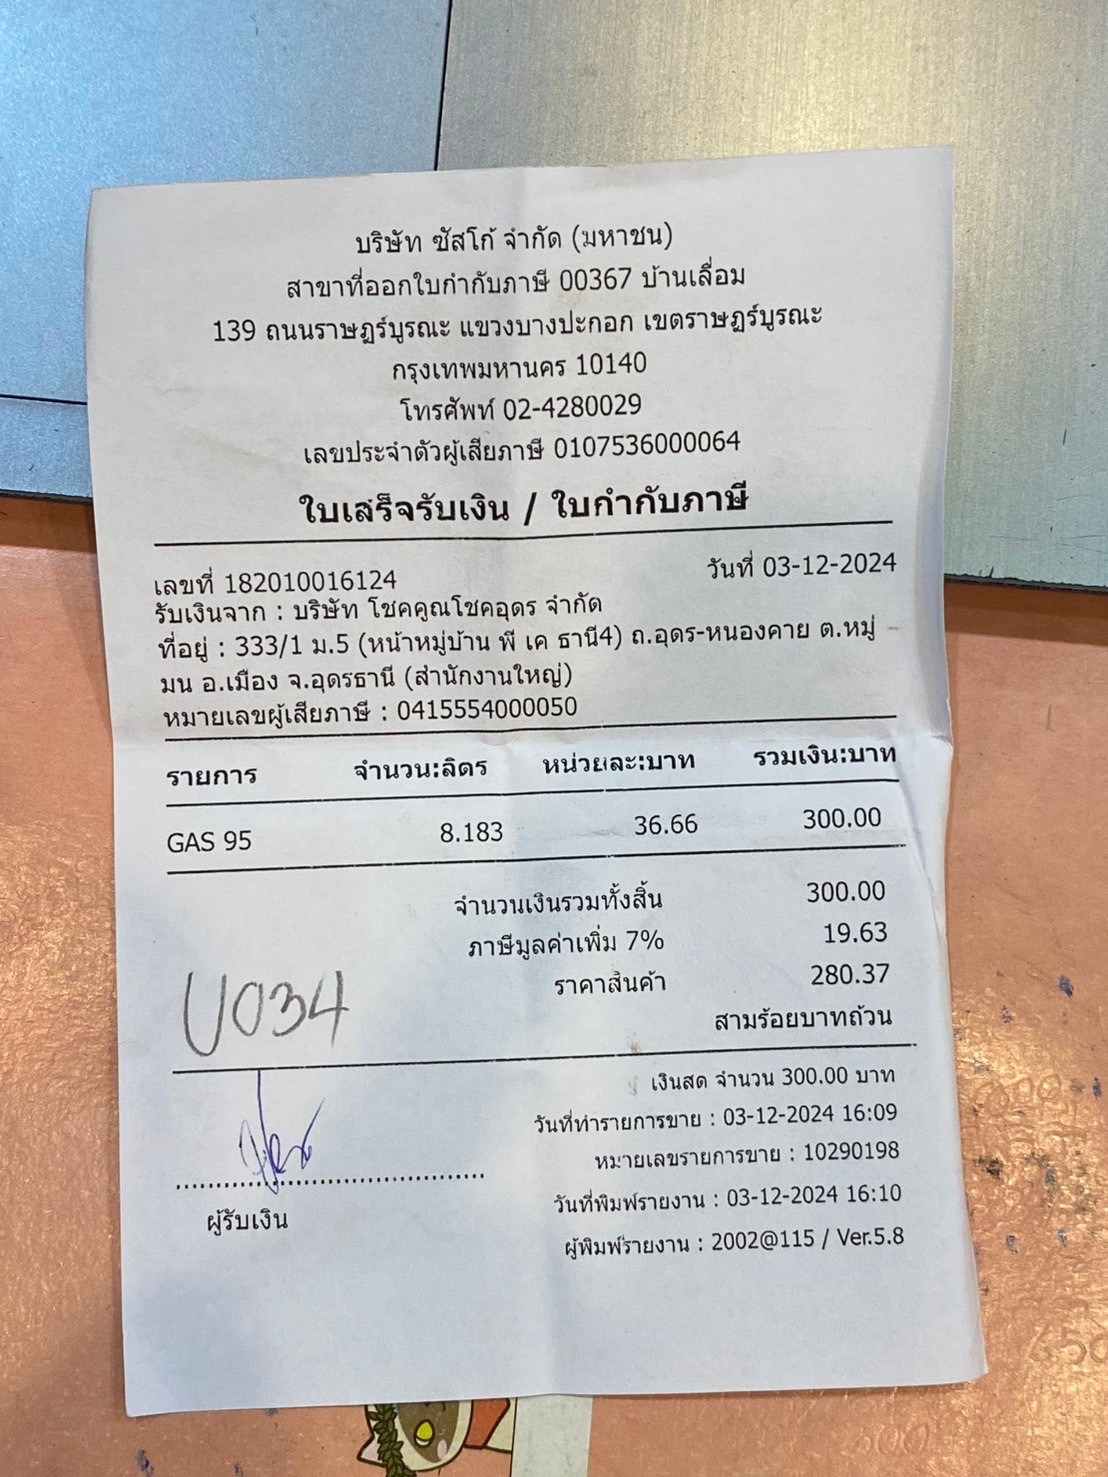 บริษัท ซัสโก้ จำกัด (มหาชน)
สาขาที่ออกใบกำกับภาษี 00367 บ้านเลื่อม
139 ถนนราษฎร์บูรณะ แขวงบางปะกอก เขตราษฎร์บูรณะ
กรุงเทพมหานคร 10140
โทรศัพท์ 02-4280029
เลขประจำตัวผู้เสียภาษี 0107536000064
ใบเสร็จรับเงิน / ใบกำกับภาษี
เลขที่ 182010016124 วันที่ 03-12-2024
รับเงินจาก : บริษัท โชคคูณโชคอุดร จำกัด
ที่อยู่ : 333/1 ม.5 (หน้าหมู่บ้าน พี เค ธานี4) ถ.อุดร-หนองคาย ต.หมู่
มน อ.เมือง จ.อุดรธานี (สำนักงานใหญ่)
หมายเลขผู้เสียภาษี : 0415554000050
รายการ จำนวน:ลิตร หน่วยละ:บาท รวมเงิน:บาท
GAS 95 8.183 36.66 300.00
จำนวนเงินรวมทั้งสิ้น 300.00
ภาษีมูลค่าเพิ่ม 7% 19.63
ราคาสินค้า 280.37
U034
สามร้อยบาทถ้วน
เงินสด จำนวน 300.00 บาท
วันที่ทำรายการขาย : 03-12-2024 16:09
หมายเลขรายการขาย : 10290198
วันที่พิมพ์รายงาน : 03-12-2024 16:10
ผู้รับเงิน
ผู้พิมพ์รายงาน : 2002@115 / Ver.5.8